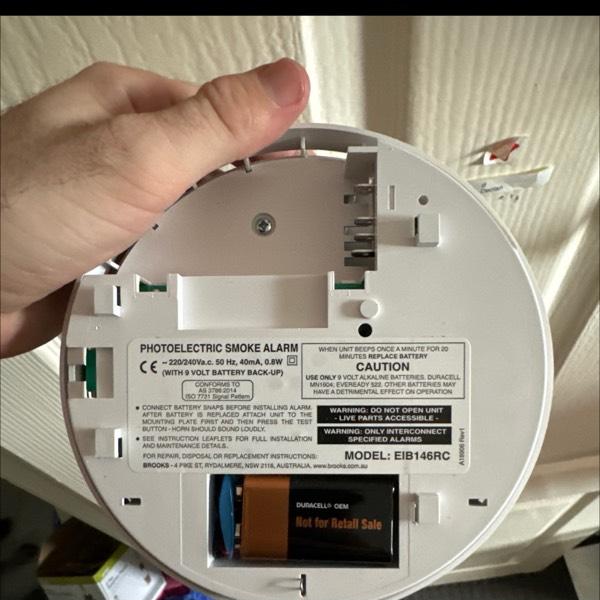 PHOTOELECTRIC SMOKE ALARM
CE ~ 220/240Va.c. 50 Hz, 40mA, 0.8W
(WITH 9 VOLT BATTERY BACK-UP)
CONFORMS TO
AS 3786:2014
ISO 7731 Signal Pattern
• CONNECT BATTERY SNAPS BEFORE INSTALLING ALARM.
AFTER BATTERY IS REPLACED ATTACH UNIT TO THE
MOUNTING PLATE FIRST AND THEN PRESS THE TEST
BUTTON - HORN SHOULD SOUND LOUDLY.
• SEE INSTRUCTION LEAFLETS FOR FULL INSTALLATION
AND MAINTENANCE DETAILS.
FOR REPAIR, DISPOSAL OR REPLACEMENT INSTRUCTIONS:
BROOKS - 4 PIKE ST, RYDALMERE, NSW 2116, AUSTRALIA. www.brooks.com.au
WHEN UNIT BEEPS ONCE A MINUTE FOR 20
MINUTES REPLACE BATTERY
CAUTION
USE ONLY 9 VOLT ALKALINE BATTERIES. DURACELL
MN1604; EVEREADY 522. OTHER BATTERIES MAY
HAVE A DETRIMENTAL EFFECT ON OPERATION
WARNING: DO NOT OPEN UNIT
- LIVE PARTS ACCESSIBLE -
WARNING: ONLY INTERCONNECT
SPECIFIED ALARMS
MODEL: EIB146RC
A18906 Rev1
DURACELL® OEM
Not for Retail Sale